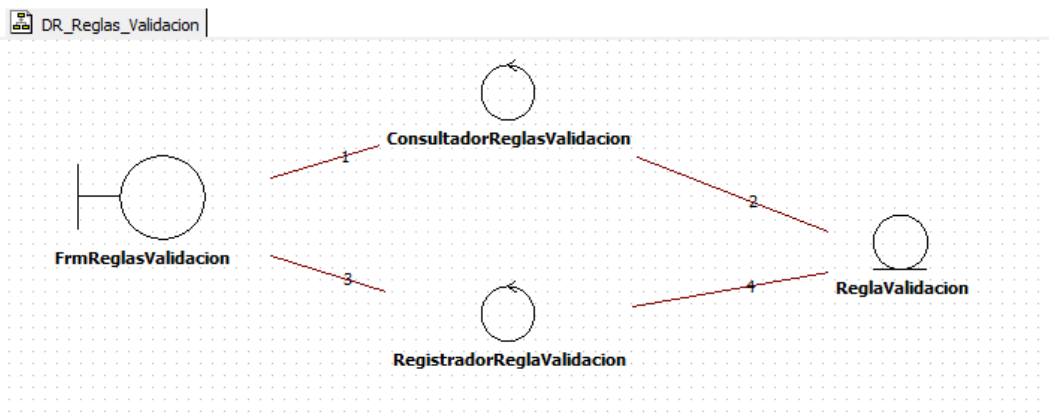 DR_Reglas_Validacion
ConsultadorReglasValidacion
1
2
FrmReglasValidacion
3
4
ReglaValidacion
RegistradorReglaValidacion